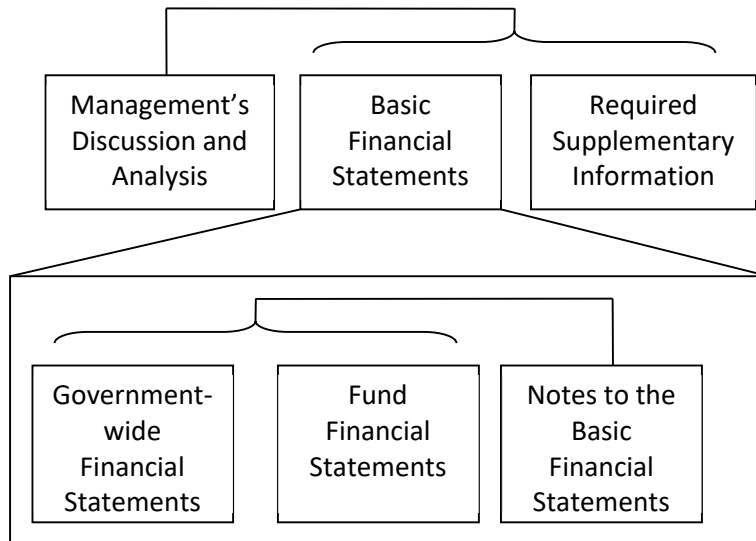 Management’s
Discussion and
Analysis
Basic
Financial
Statements
Required
Supplementary
Information
Government-
wide
Financial
Statements
Fund
Financial
Statements
Notes to the
Basic
Financial
Statements